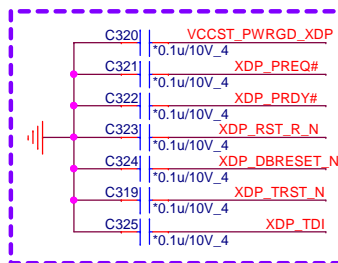 C320 VCCST_PWRGD_XDP
*0.1u/10V_4
C321 XDP_PREQ#
*0.1u/10V_4
C322 XDP_PRDY#
*0.1u/10V_4
C323 XDP_RST_R_N
*0.1u/10V_4
C324 XDP_DBRESET_N
*0.1u/10V_4
C319 XDP_TRST_N
*0.1u/10V_4
C325 XDP_TDI
*0.1u/10V_4